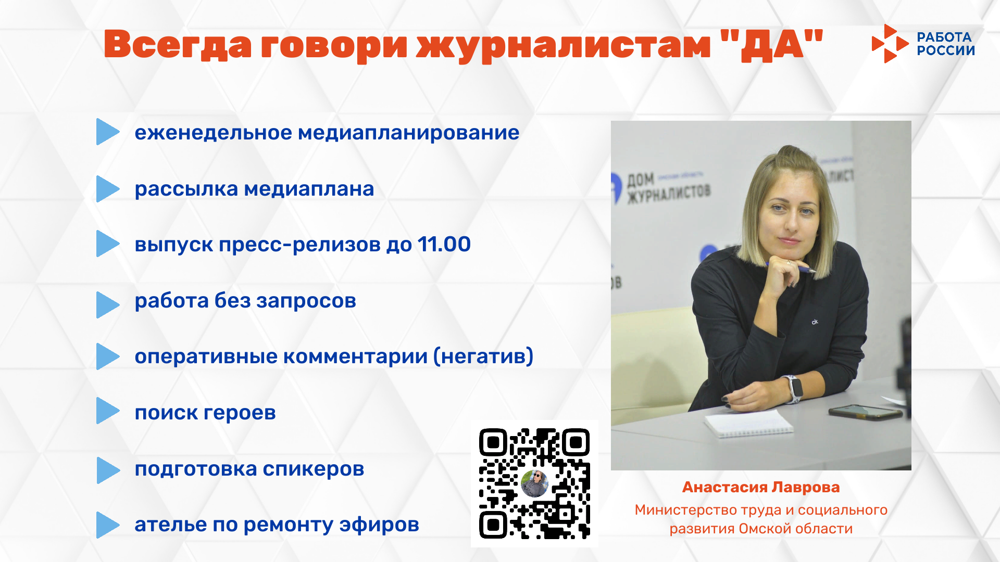 Всегда говори журналистам "ДА"
РАБОТА
РОССИИ
еженедельное медиапланирование
рассылка медиаплана
выпуск пресс-релизов до 11.00
работа без запросов
оперативные комментарии (негатив)
поиск героев
подготовка спикеров
ателье по ремонту эфиров
ДОМ
ЖУРНАЛИСТОВ
ck
Анастасия Лаврова
Министерство труда и социального
развития Омской области